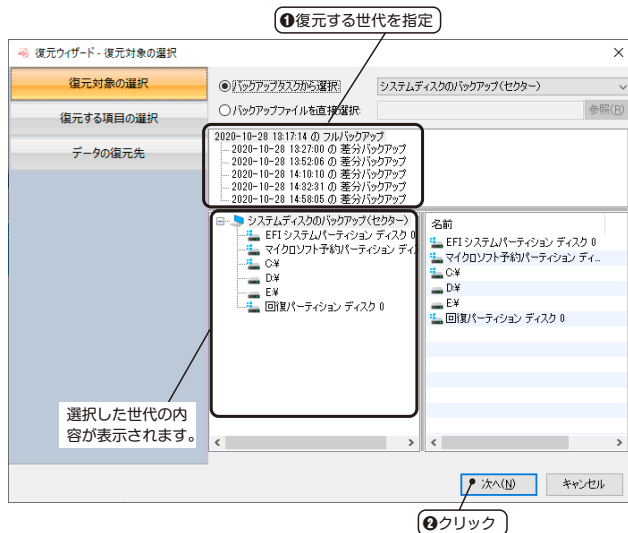 ❶復元する世代を指定
復元ウィザード - 復元対象の選択
復元対象の選択
復元する項目の選択
データの復元先
バックアップタスクから選択:
システムディスクのバックアップ(セクター)
バックアップファイルを直接選択:
参照(R)
2020-10-28 13:17:14 の フルバックアップ
2020-10-28 13:27:00 の 差分バックアップ
2020-10-28 13:52:06 の 差分バックアップ
2020-10-28 14:10:10 の 差分バックアップ
2020-10-28 14:32:31 の 差分バックアップ
2020-10-28 14:58:05 の 差分バックアップ
システムディスクのバックアップ(セクター)
EFI システムパーティション ディスク 0
マイクロソフト予約パーティション ディ
C:¥
D:¥
E:¥
回復パーティション ディスク 0
名前
EFI システムパーティション ディスク 0
マイクロソフト予約パーティション ディ...
C:¥
D:¥
E:¥
回復パーティション ディスク 0
選択した世代の内
容が表示されます。
次へ(N)
キャンセル
❷クリック